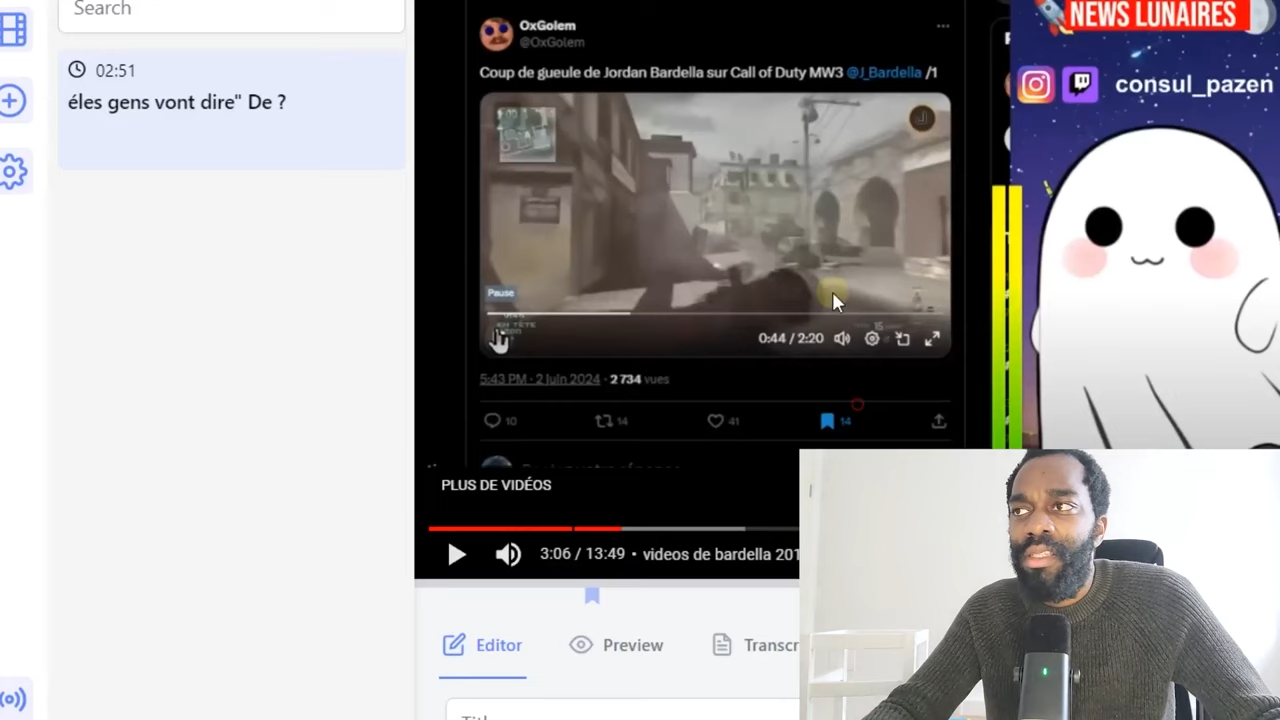 Search
02:51
éles gens vont dire" De ?
OxGolem
@OxGolem
Coup de gueule de Jordan Bardella sur Call of Duty MW3 @J_Bardella /1
Pause
0:44 / 2:20
5:43 PM · 2 juin 2024 · 2 734 vues
10
14
41
14
PLUS DE VIDÉOS
3:06 / 13:49 • videos de bardella 201
Editor
Preview
Transcr
NEWS LUNAIRES
consul_pazen